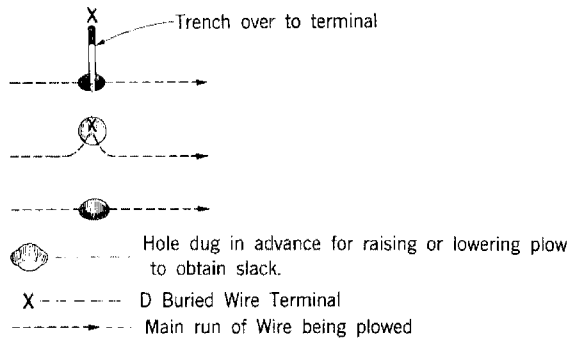 X
Trench over to terminal
X
Hole dug in advance for raising or lowering plow
to obtain slack.
X D Buried Wire Terminal
Main run of Wire being plowed